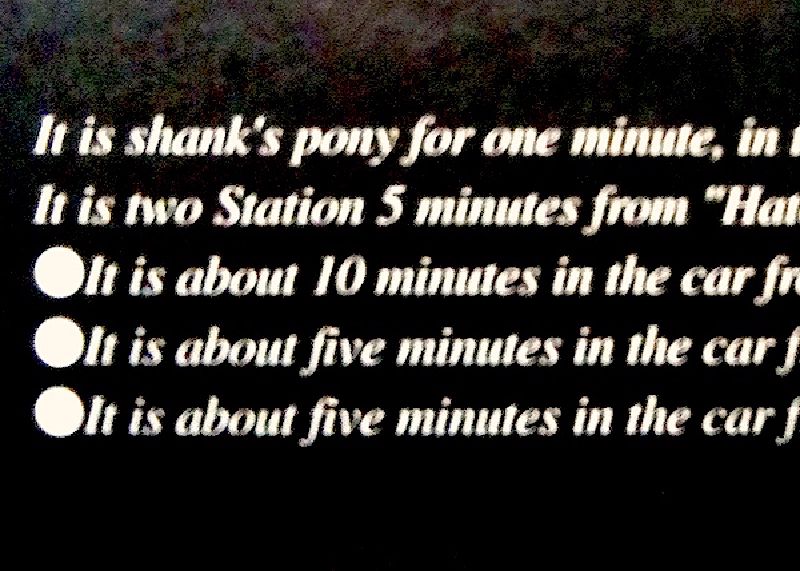 It is shank's pony for one minute, in
It is two Station 5 minutes from "Hat
●It is about 10 minutes in the car
●It is about five minutes in the car
●It is about five minutes in the car